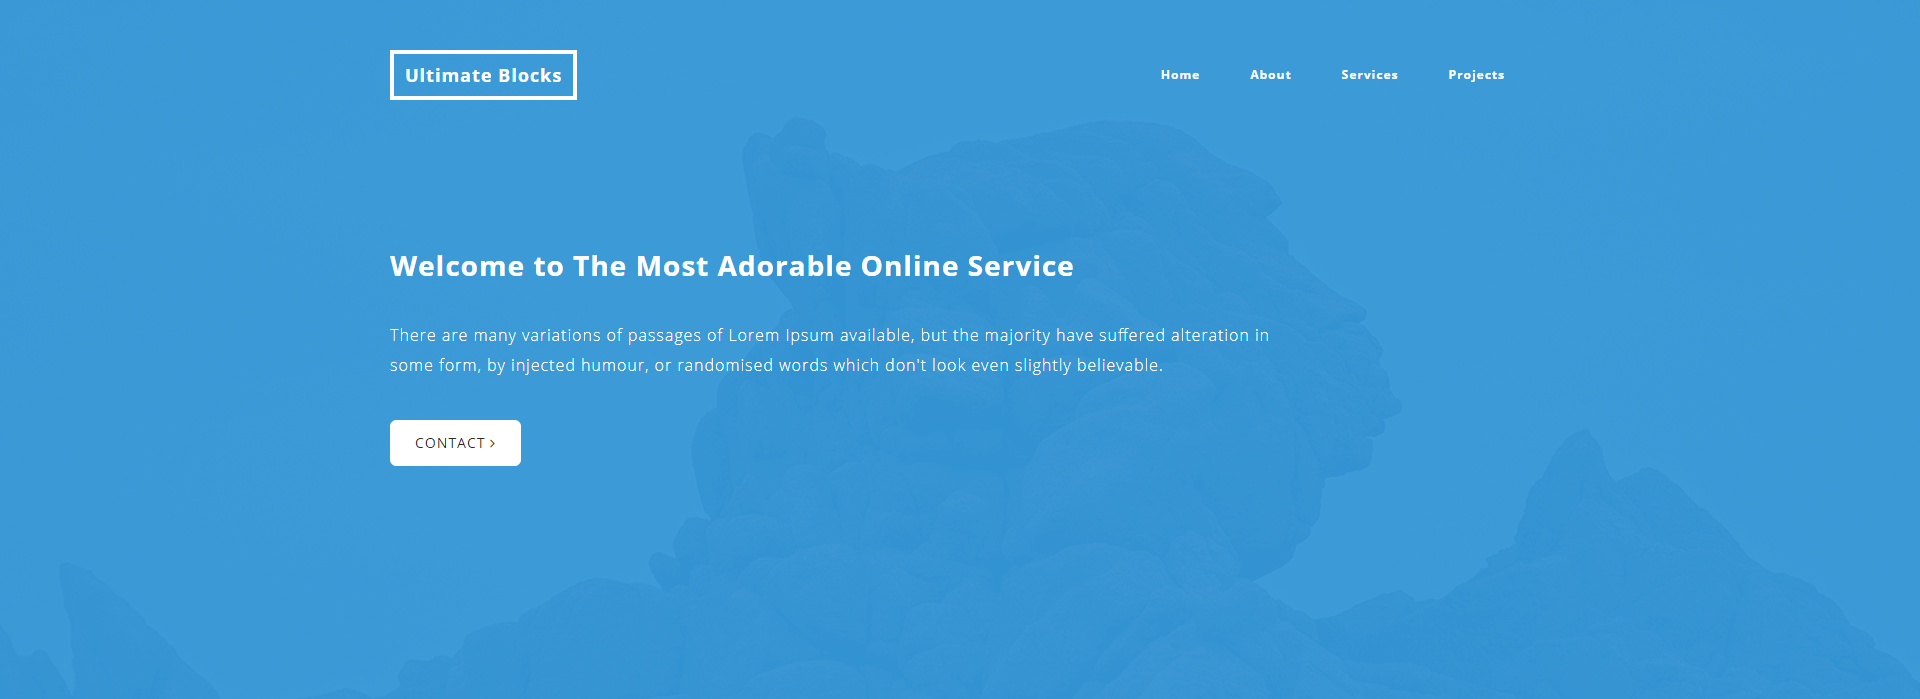 Ultimate Blocks
Home About Services Projects
Welcome to The Most Adorable Online Service
There are many variations of passages of Lorem Ipsum available, but the majority have suffered alteration in
some form, by injected humour, or randomised words which don't look even slightly believable.
CONTACT >